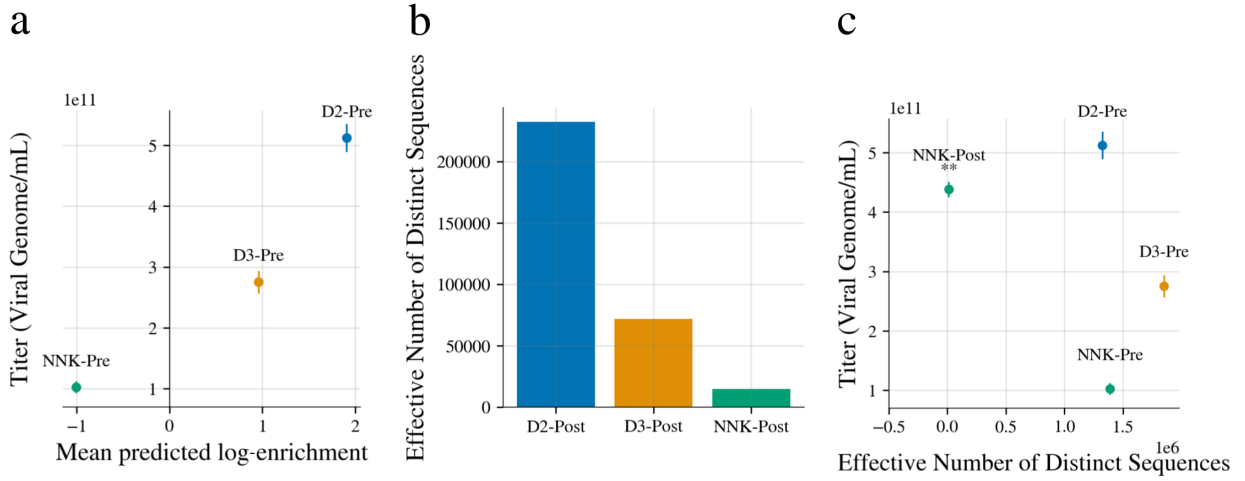 a
1e11
Titer (Viral Genome/mL)
5
4
3
2
1
D2-Pre
D3-Pre
NNK-Pre
−1
0
1
2
Mean predicted log-enrichment
b
Effective Number of Distinct Sequences
200000
150000
100000
50000
0
D2-Post
D3-Post
NNK-Post
c
1e11
Titer (Viral Genome/mL)
5
4
3
2
1
D2-Pre
NNK-Post
**
D3-Pre
NNK-Pre
−0.5
0.0
0.5
1.0
1.5
1e6
Effective Number of Distinct Sequences